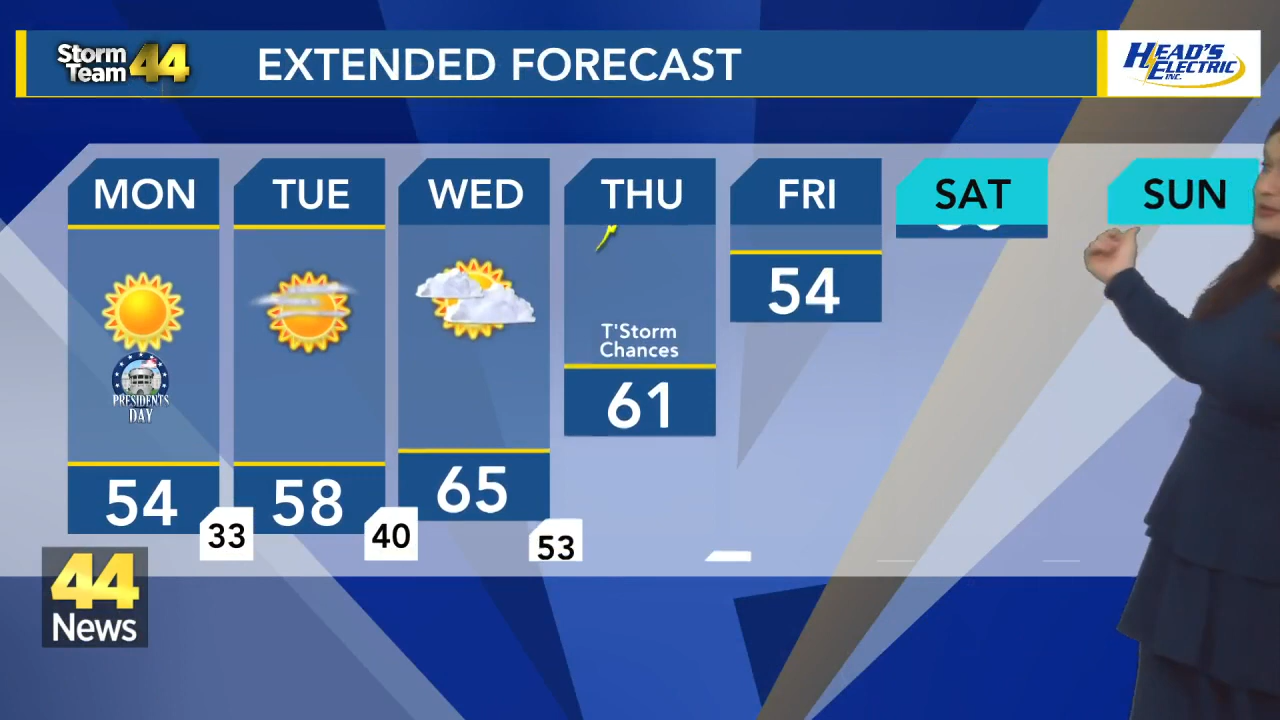 Storm
Team 44
EXTENDED FORECAST
HEAD'S
ELECTRIC
INC.
MON
TUE
WED
THU
FRI
SAT
SUN
T'Storm
Chances
PRESIDENTS
DAY
54
58
65
61
54
33
40
53
44
News